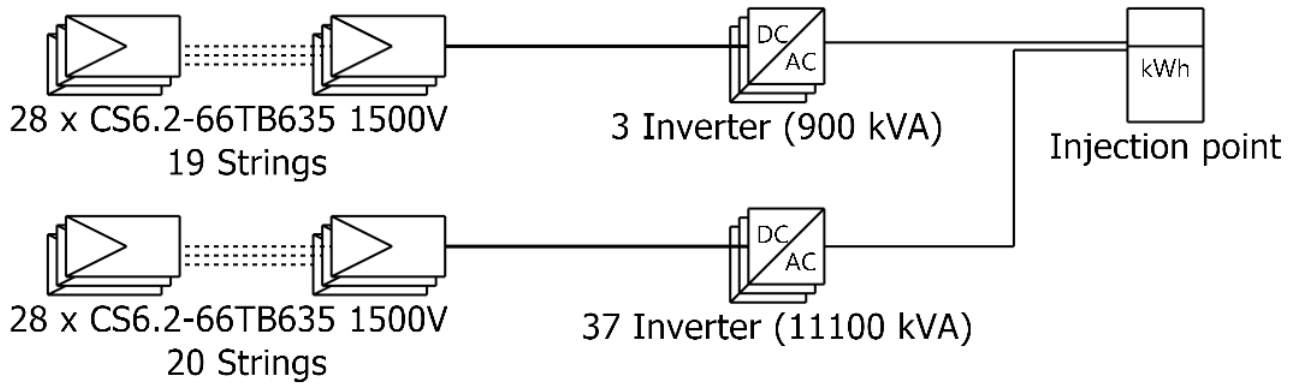 DC
AC
28 x CS6.2-66TB635 1500V
19 Strings
3 Inverter (900 kVA)
kWh
Injection point
DC
AC
28 x CS6.2-66TB635 1500V
20 Strings
37 Inverter (11100 kVA)